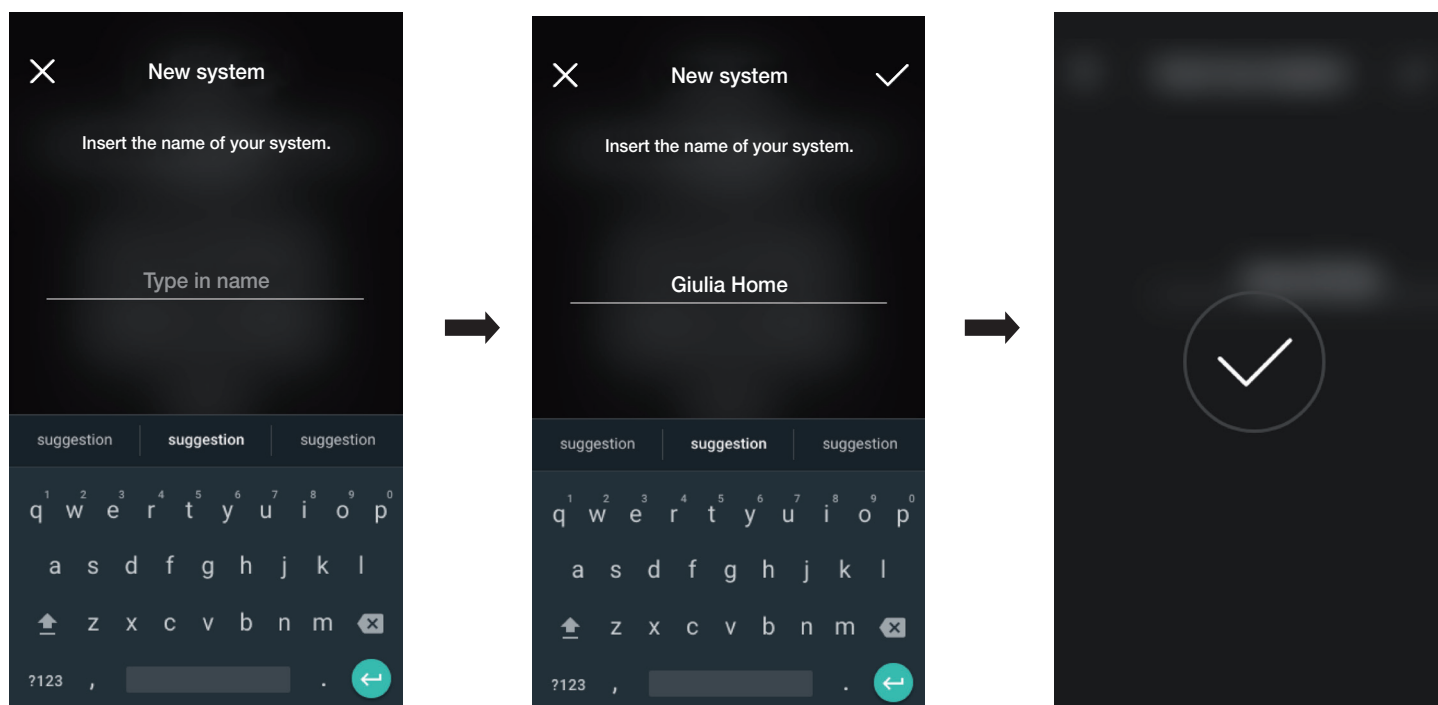 New system
Insert the name of your system.
Type in name
suggestion suggestion suggestion
1 2 3 4 5 6 7 8 9 0
q w e r t y u i o p
a s d f g h j k l
z x c v b n m
?123 , .
New system
Insert the name of your system.
Giulia Home
suggestion suggestion suggestion
1 2 3 4 5 6 7 8 9 0
q w e r t y u i o p
a s d f g h j k l
z x c v b n m
?123 , .